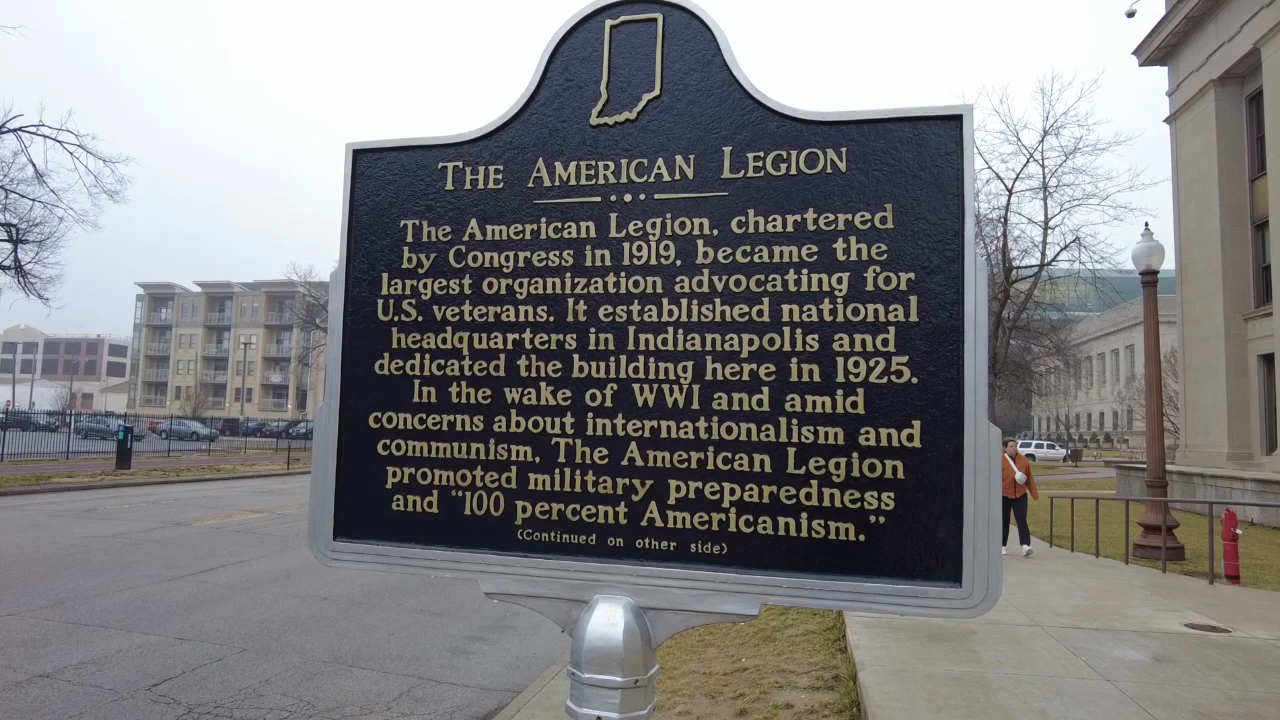 The American Legion
The American Legion, chartered
by Congress in 1919, became the
largest organization advocating for
U.S. veterans. It established national
headquarters in Indianapolis and
dedicated the building here in 1925.
In the wake of WWI and amid
concerns about internationalism and
communism, The American Legion
promoted military preparedness
and “100 percent Americanism.”
(Continued on other side)